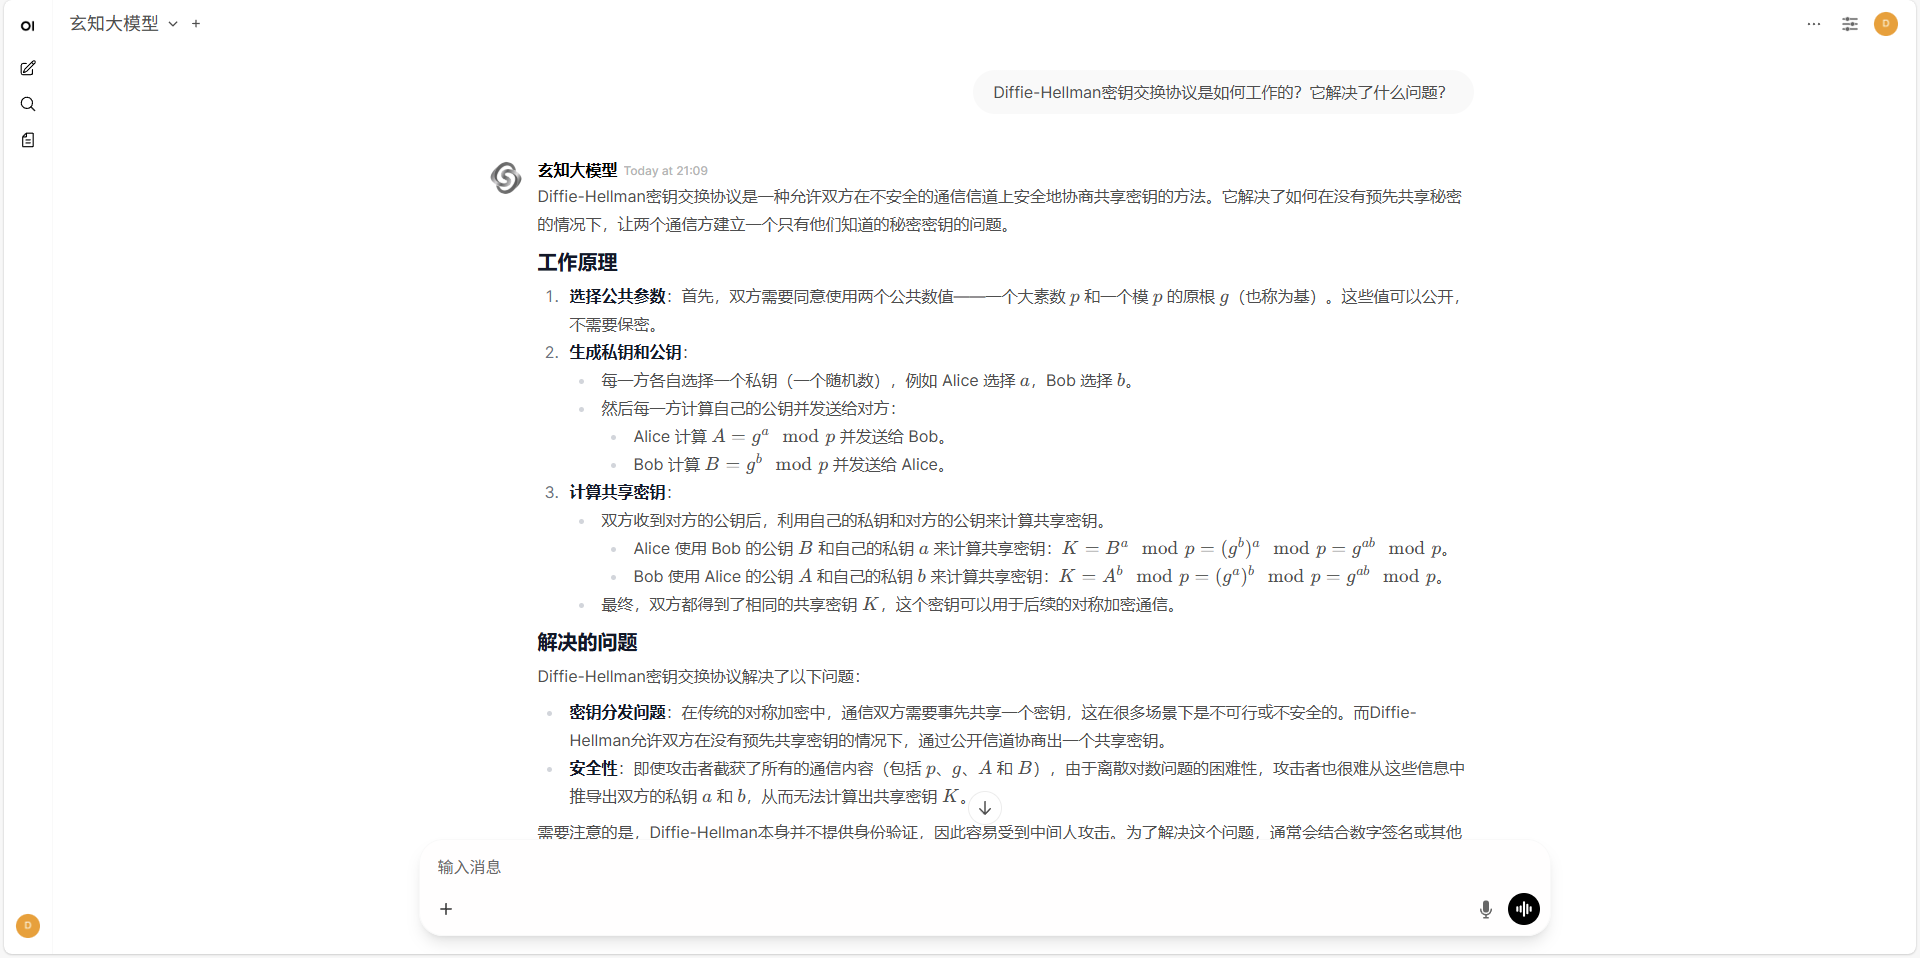 OI
玄知大模型
D
Diffie-Hellman密钥交换协议是如何工作的？它解决了什么问题？
玄知大模型 Today at 21:09
Diffie-Hellman密钥交换协议是一种允许双方在不安全的通信信道上安全地协商共享密钥的方法。它解决了如何在没有预先共享秘密
的情况下，让两个通信方建立一个只有他们知道的秘密密钥的问题。
工作原理
1. 选择公共参数：首先，双方需要同意使用两个公共数值——一个大素数 p 和一个模 p 的原根 g（也称为基）。这些值可以公开，
不需要保密。
2. 生成私钥和公钥：
每一方各自选择一个私钥（一个随机数），例如 Alice 选择 a，Bob 选择 b。
然后每一方计算自己的公钥并发送给对方：
Alice 计算 A = g^a mod p 并发送给 Bob。
Bob 计算 B = g^b mod p 并发送给 Alice。
3. 计算共享密钥：
双方收到对方的公钥后，利用自己的私钥和对方的公钥来计算共享密钥。
Alice 使用 Bob 的公钥 B 和自己的私钥 a 来计算共享密钥：K = B^a mod p = (g^b)^a mod p = g^{ab} mod p。
Bob 使用 Alice 的公钥 A 和自己的私钥 b 来计算共享密钥：K = A^b mod p = (g^a)^b mod p = g^{ab} mod p。
最终，双方都得到了相同的共享密钥 K，这个密钥可以用于后续的对称加密通信。
解决的问题
Diffie-Hellman密钥交换协议解决了以下问题：
密钥分发问题：在传统的对称加密中，通信双方需要事先共享一个密钥，这在很多场景下是不可行或不安全的。而Diffie-
Hellman允许双方在没有预先共享密钥的情况下，通过公开信道协商出一个共享密钥。
安全性：即使攻击者截获了所有的通信内容（包括 p、g、A 和 B），由于离散对数问题的困难性，攻击者也很难从这些信息中
推导出双方的私钥 a 和 b，从而无法计算出共享密钥 K。
需要注意的是，Diffie-Hellman本身并不提供身份验证，因此容易受到中间人攻击。为了解决这个问题，通常会结合数字签名或其他
输入消息
D